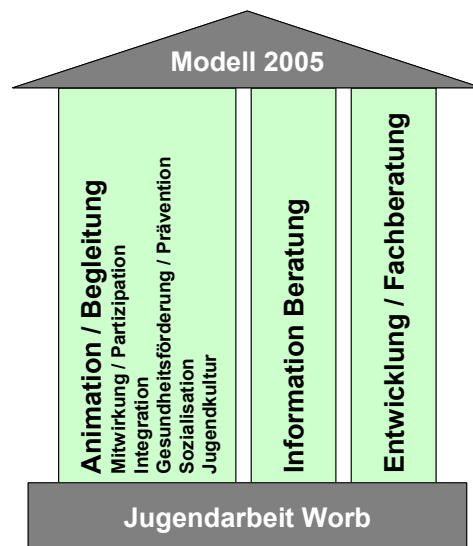 Modell 2005
Animation / Begleitung
Mitwirkung / Partizipation
Integration
Gesundheitsförderung / Prävention
Sozialisation
Jugendkultur
Information Beratung
Entwicklung / Fachberatung
Jugendarbeit Worb